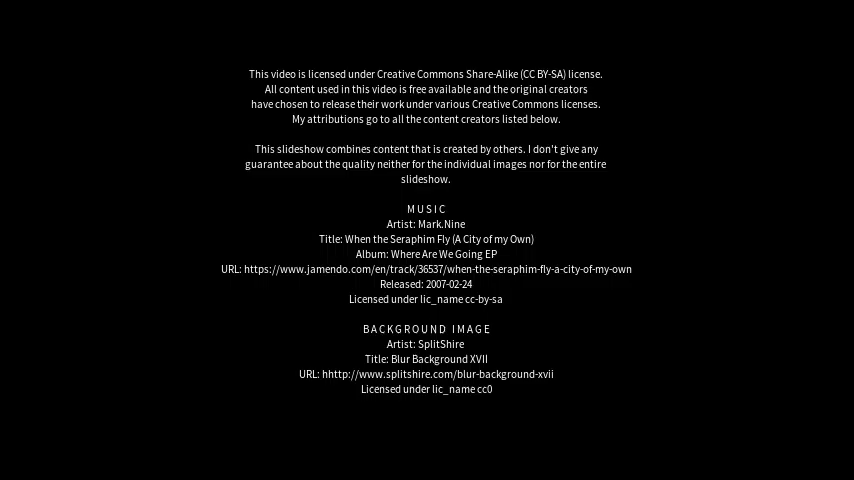 This video is licensed under Creative Commons Share-Alike (CC BY-SA) license.
All content used in this video is free available and the original creators
have chosen to release their work under various Creative Commons licenses.
My attributions go to all the content creators listed below.
This slideshow combines content that is created by others. I don't give any
guarantee about the quality neither for the individual images nor for the entire
slideshow.
MUSIC
Artist: Mark.Nine
Title: When the Seraphim Fly (A City of my Own)
Album: Where Are We Going EP
URL: https://www.jamendo.com/en/track/36537/when-the-seraphim-fly-a-city-of-my-own
Released: 2007-02-24
Licensed under lic_name cc-by-sa
BACKGROUND IMAGE
Artist: SplitShire
Title: Blur Background XVII
URL: hhttp://www.splitshire.com/blur-background-xvii
Licensed under lic_name cc0